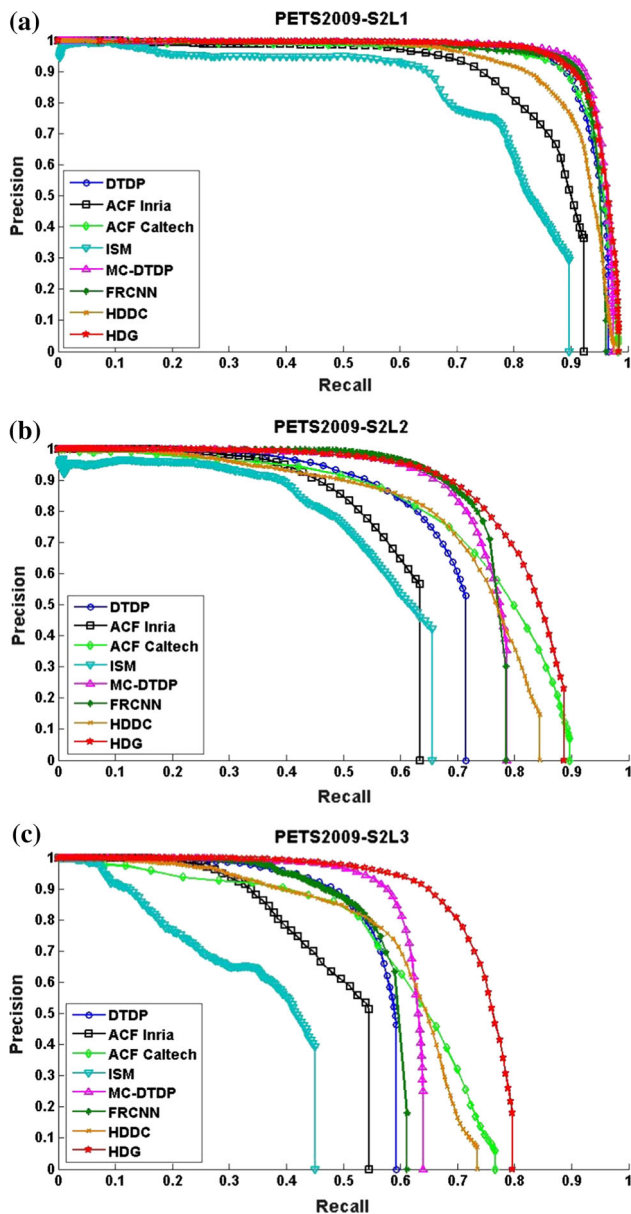 (a)
PETS2009-S2L1
1
0.9
0.8
0.7
0.6
0.5
0.4
0.3
0.2
0.1
0
Precision
DTDP
ACF Inria
ACF Caltech
ISM
MC-DTDP
FRCNN
HDDC
HDG
0 0.1 0.2 0.3 0.4 0.5 0.6 0.7 0.8 0.9 1
Recall
(b)
PETS2009-S2L2
1
0.9
0.8
0.7
0.6
0.5
0.4
0.3
0.2
0.1
0
Precision
DTDP
ACF Inria
ACF Caltech
ISM
MC-DTDP
FRCNN
HDDC
HDG
0 0.1 0.2 0.3 0.4 0.5 0.6 0.7 0.8 0.9 1
Recall
(c)
PETS2009-S2L3
1
0.9
0.8
0.7
0.6
0.5
0.4
0.3
0.2
0.1
0
Precision
DTDP
ACF Inria
ACF Caltech
ISM
MC-DTDP
FRCNN
HDDC
HDG
0 0.1 0.2 0.3 0.4 0.5 0.6 0.7 0.8 0.9 1
Recall